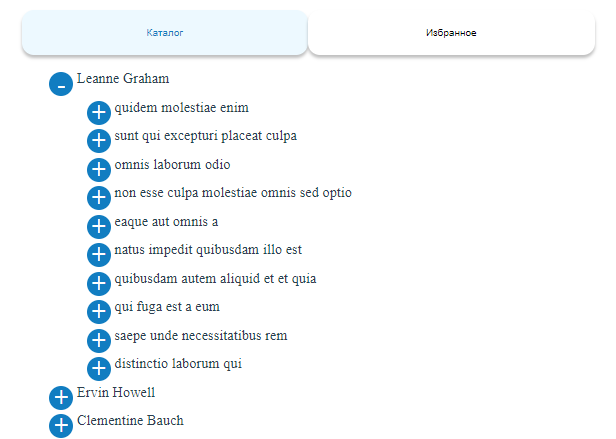 Каталог Избранное
- Leanne Graham
+ quidem molestiae enim
+ sunt qui excepturi placeat culpa
+ omnis laborum odio
+ non esse culpa molestiae omnis sed optio
+ eaque aut omnis a
+ natus impedit quibusdam illo est
+ quibusdam autem aliquid et et quia
+ qui fuga est a eum
+ saepe unde necessitatibus rem
+ distinctio laborum qui
+ Ervin Howell
+ Clementine Bauch